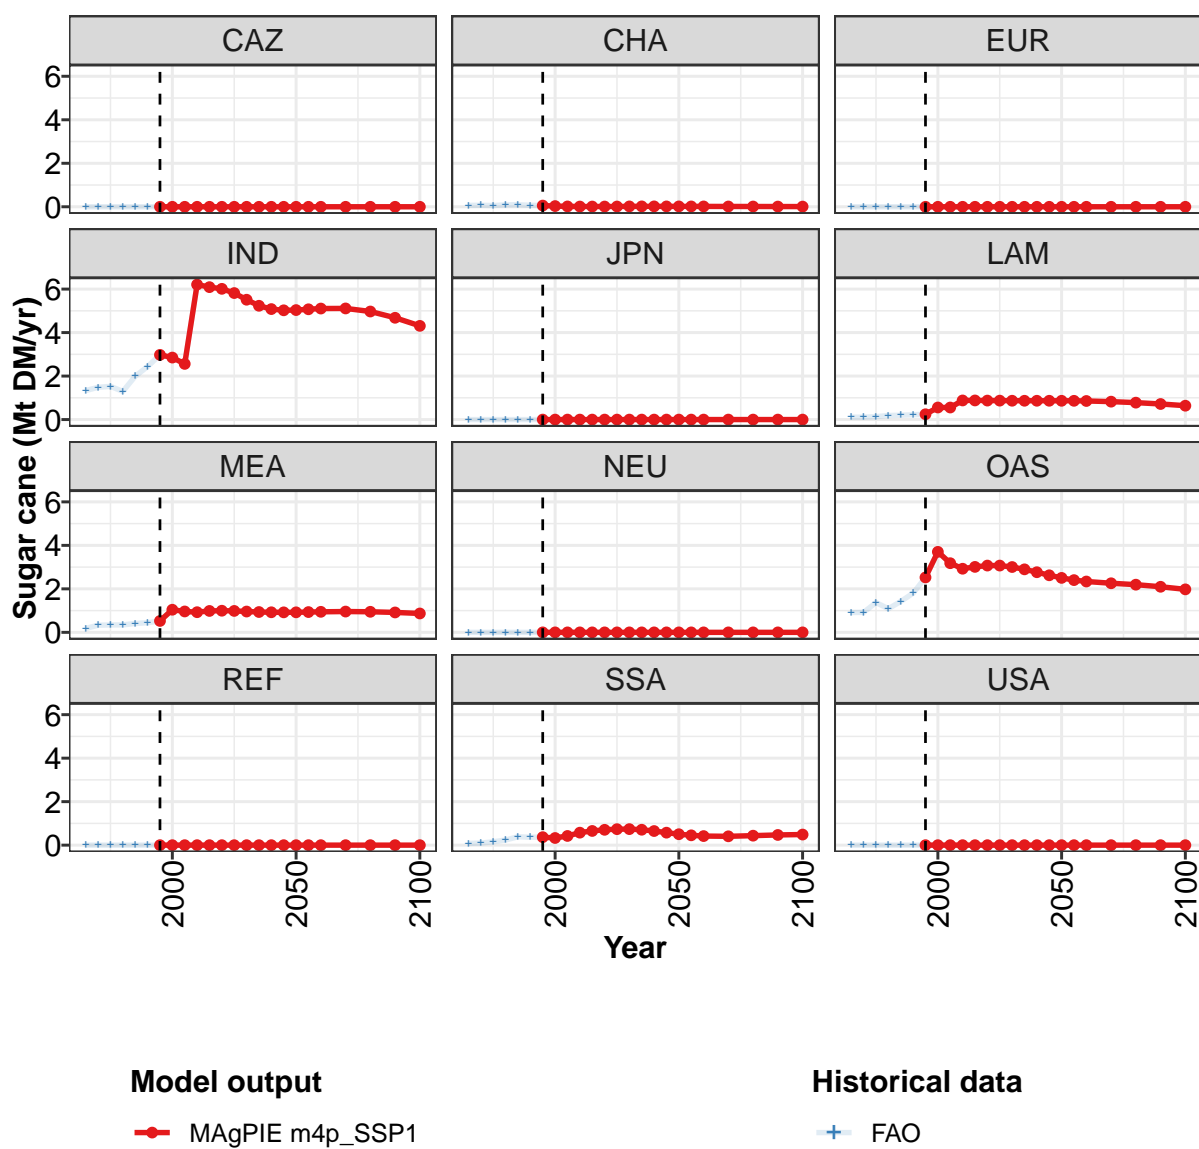 CAZ CHA EUR
6
4
2
0
IND JPN LAM
6
4
2
0
MEA NEU OAS
6
4
2
0
REF SSA USA
6
4
2
0
Sugar cane (Mt DM/yr)
2000 2050 2100 2000 2050 2100 2000 2050 2100
Year
Model output Historical data
MAgPIE m4p_SSP1 FAO